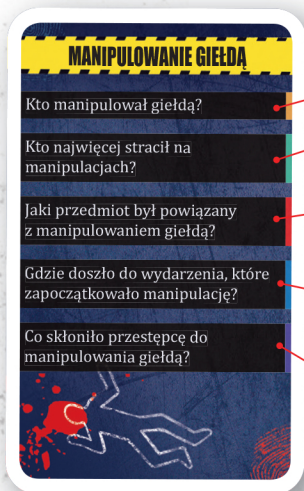 MANIPULOWANIE GIEŁDĄ
Kto manipulował giełdą?
Kto najwięcej stracił na
manipulacjach?
Jaki przedmiot był powiązany
z manipulowaniem giełdą?
Gdzie doszło do wydarzenia, które
zapoczątkowało manipulację?
Co skłoniło przestępcę do
manipulowania giełdą?